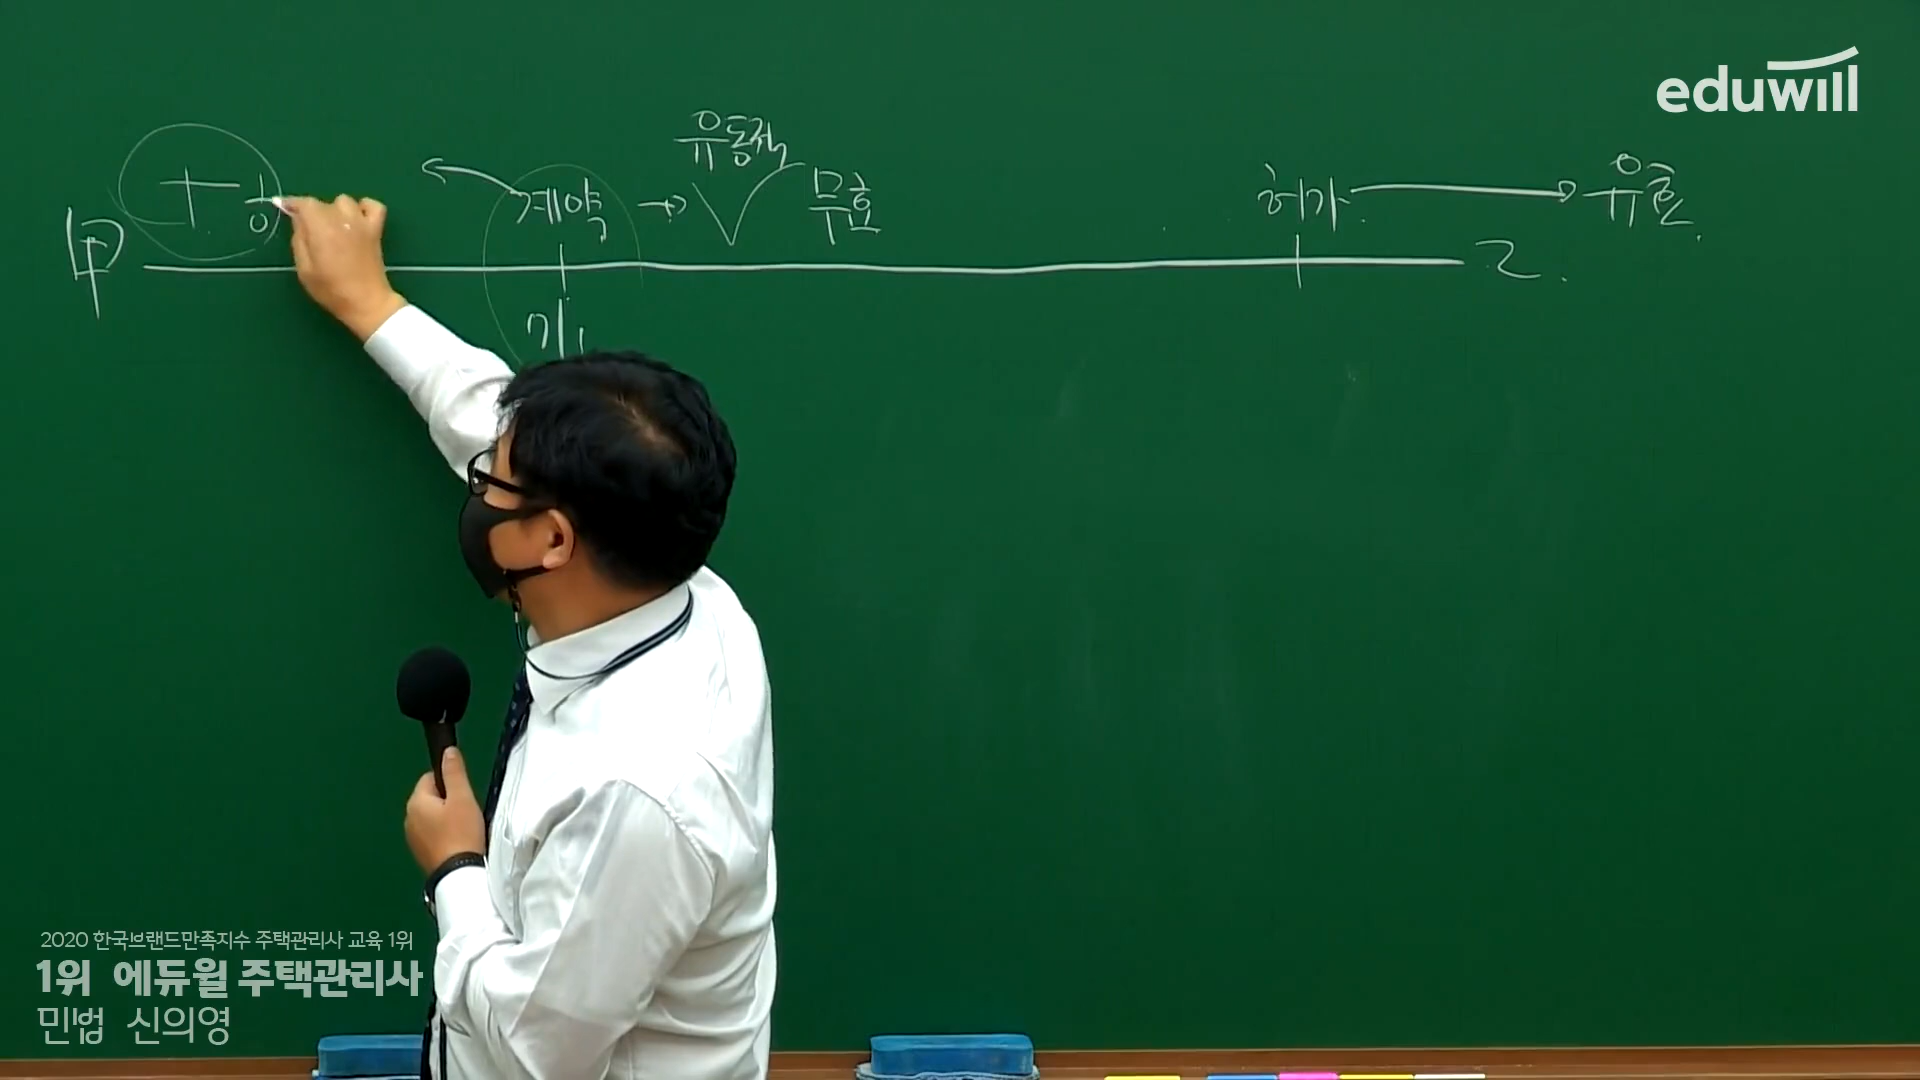 eduwill
유동적
계약 → 무효
허가 → 유효.
甲
乙.
기
2020 한국브랜드만족지수 주택관리사 교육 1위
1위 에듀윌 주택관리사
민법 신의영